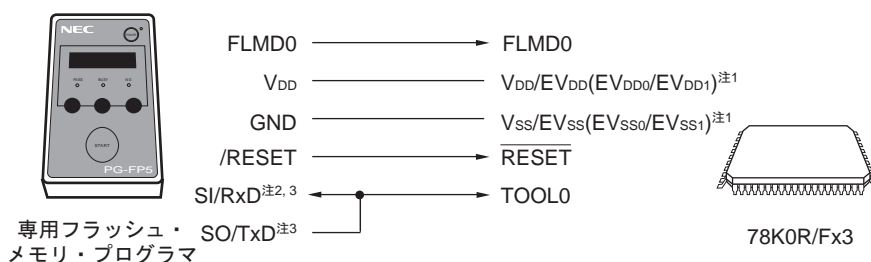 NEC
START
PG-FP5
専用フラッシュ・
メモリ・プログラマ
FLMD0 FLMD0
VDD VDD/EVDD(EVDD0/EVDD1)注1
GND VSS/EVSS(EVSS0/EVSS1)注1
/RESET RESET
SI/RxD注2, 3 TOOL0
SO/TxD注3
78K0R/Fx3